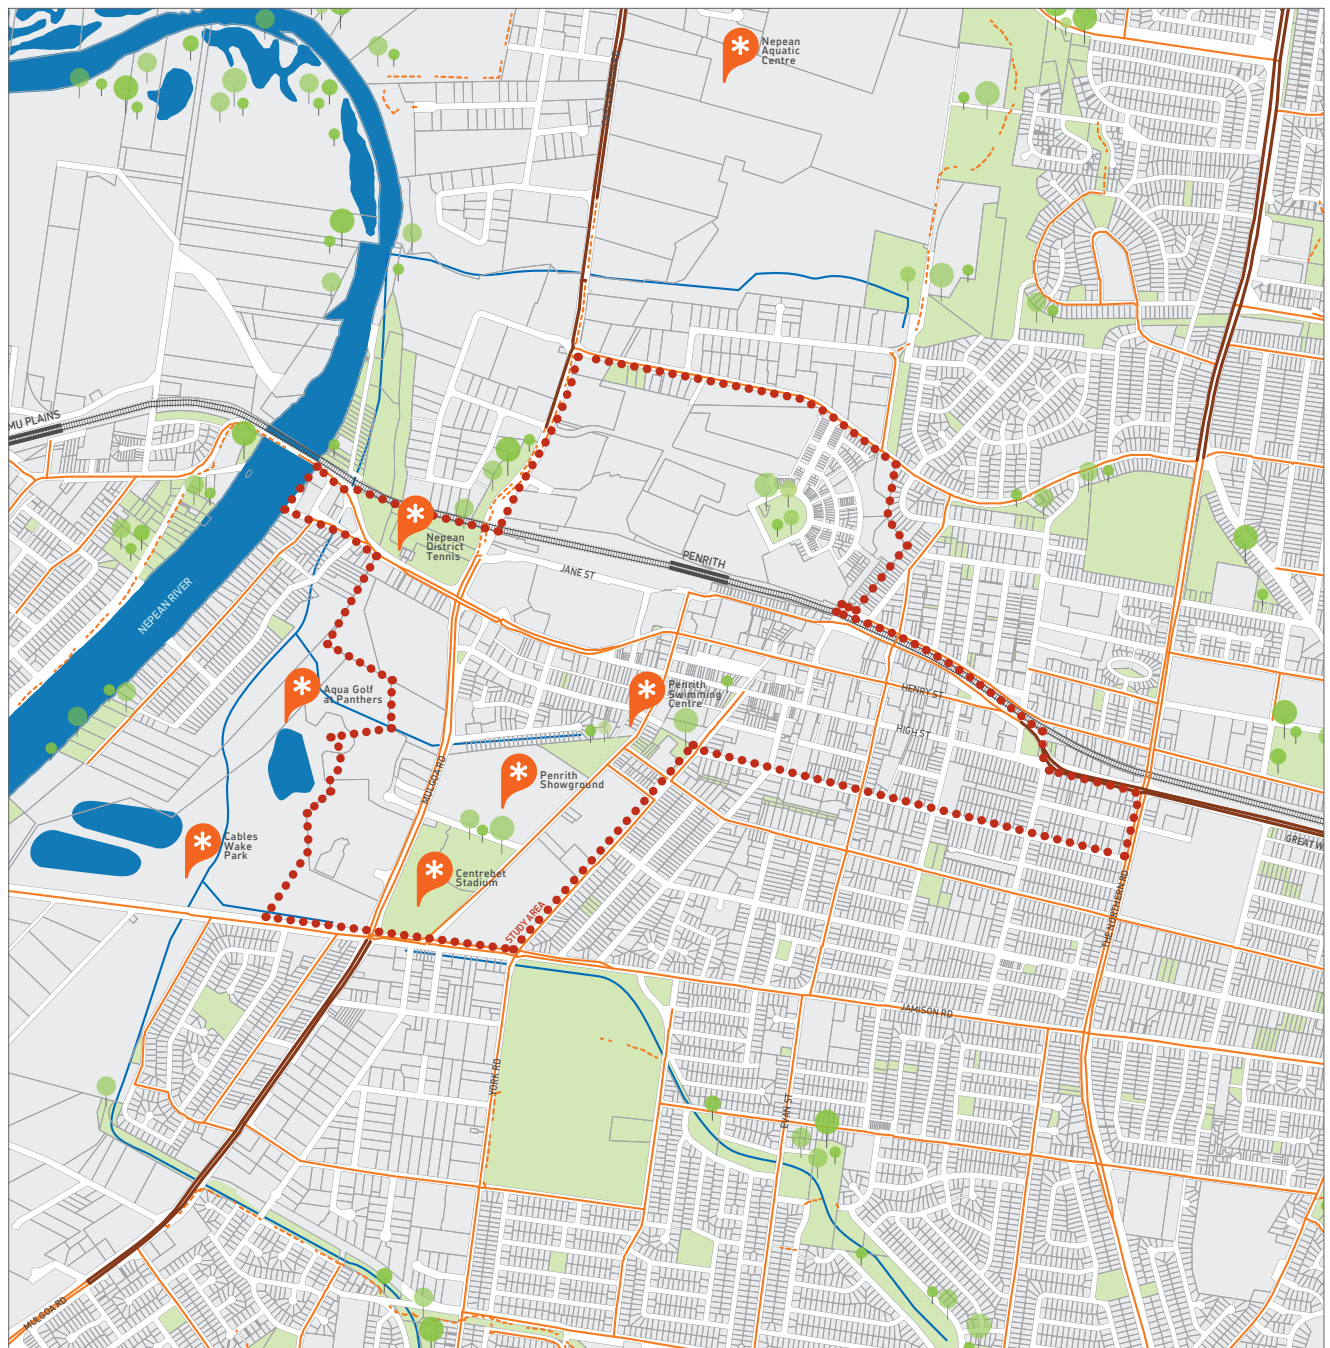 Nepean
Aquatic
Centre
MU PLAINS
Nepean
District
Tennis
PENRITH
JANE ST
NEPEAN RIVER
Aqua Golf
at Panthers
Penrith
Swimming
Centre
HENRY ST
HIGH ST
MULGOA RD
Penrith
Showground
Cables
Wake
Park
GREAT W
Centrebet
Stadium
STUDY AREA
THE NORTHERN RD
JAMISON RD
YORK RD
EVAN ST
MULGOA RD